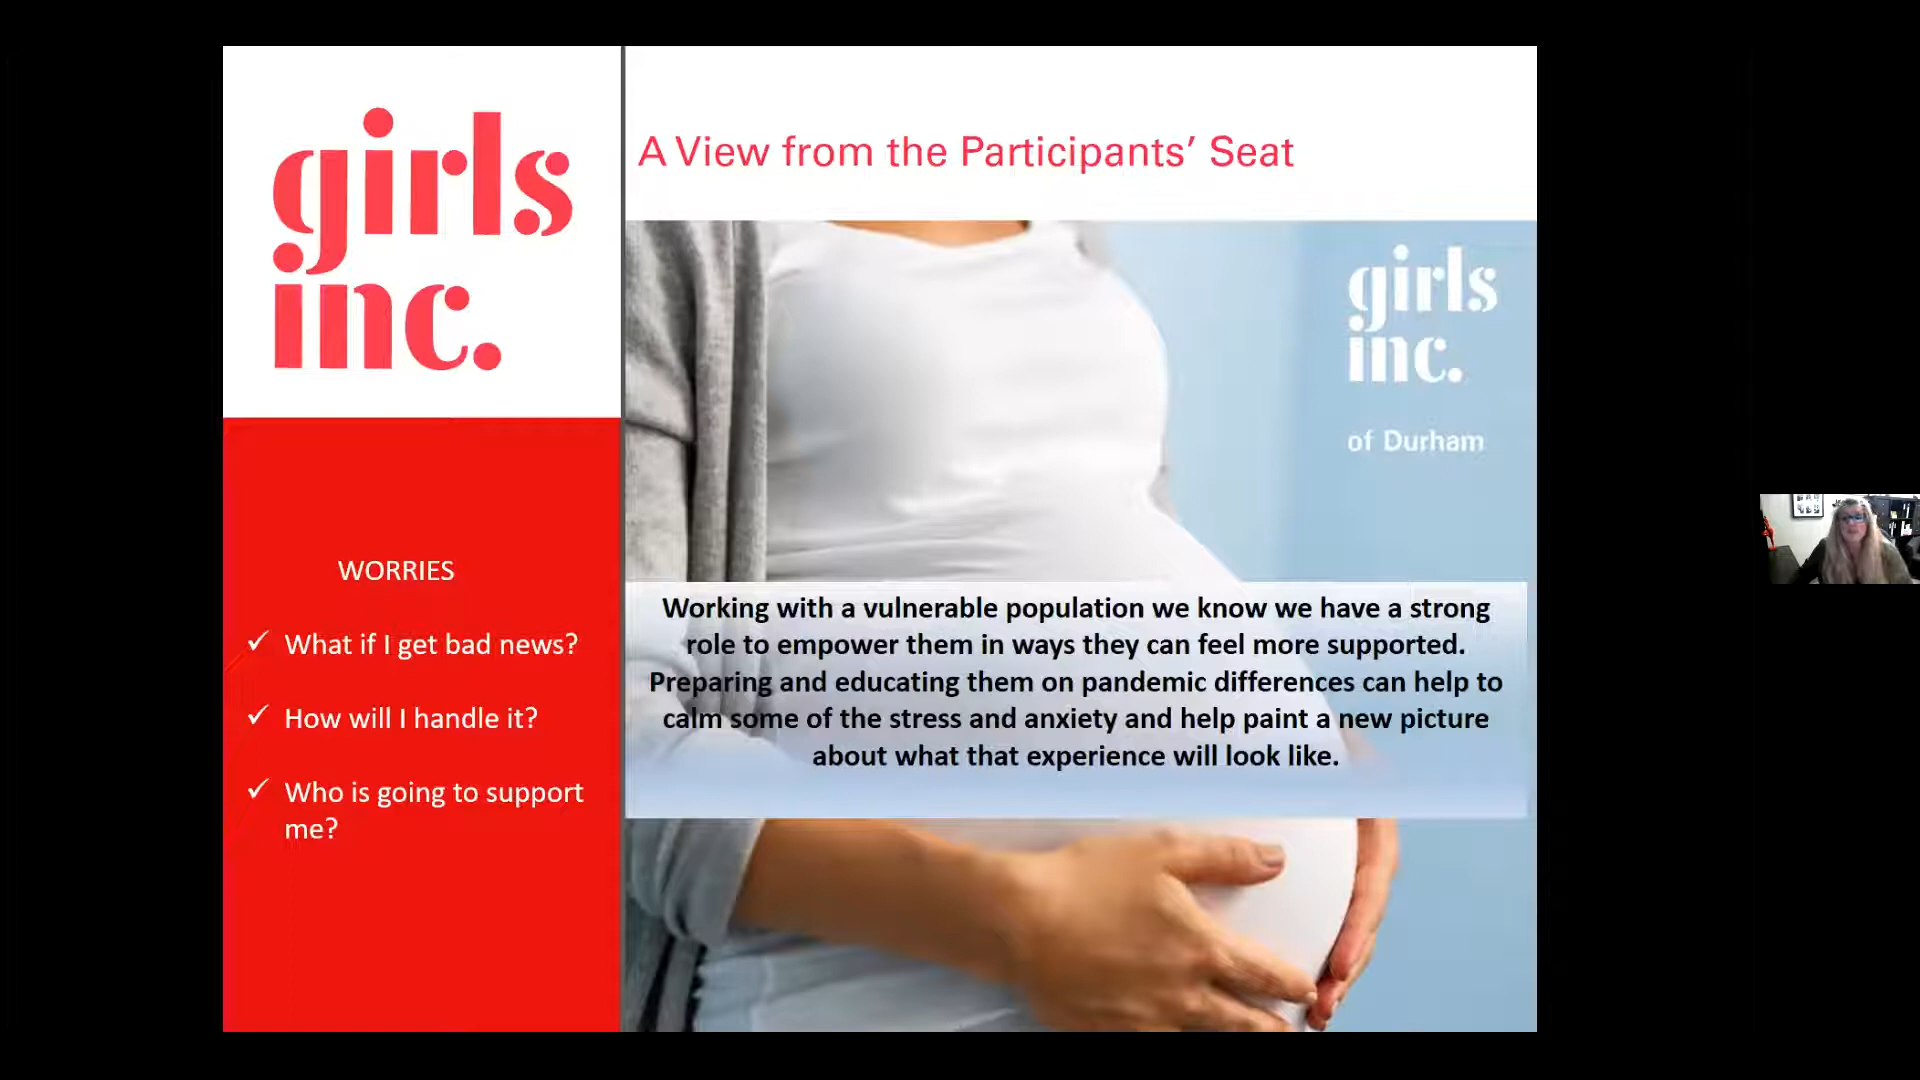 girls
inc.
A View from the Participants’ Seat
girls
inc.
of Durham
WORRIES
✓ What if I get bad news?
✓ How will I handle it?
✓ Who is going to support
me?
Working with a vulnerable population we know we have a strong
role to empower them in ways they can feel more supported.
Preparing and educating them on pandemic differences can help to
calm some of the stress and anxiety and help paint a new picture
about what that experience will look like.